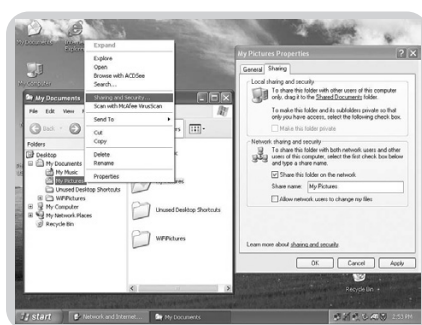 My Documents
Internet Explorer
My Computer
Expand
Explore
Open
Browse with ACDSee
Search...
Sharing and Security...
Scan with McAfee VirusScan
Send To
Cut
Copy
Delete
Rename
Properties
My Documents
File Edit View
Back
Folders
Desktop
My Documents
My Music
My Pictures
Unused Desktop Shortcuts
WiFiPictures
My Computer
My Network Places
Recycle Bin
Unused Desktop Shortcuts
WiFiPictures
My Pictures Properties
General Sharing
Local sharing and security
To share this folder with other users of this computer
only, drag it to the Shared Documents folder.
To make this folder and its subfolders private so that
only you have access, select the following check box.
Make this folder private
Network sharing and security
To share this folder with both network users and other
users of this computer, select the first check box below
and type a share name.
Share this folder on the network
Share name: My Pictures
Allow network users to change my files
Learn more about sharing and security.
OK Cancel Apply
Recycle Bin
start
Network and Internet...
My Documents
2:53 PM